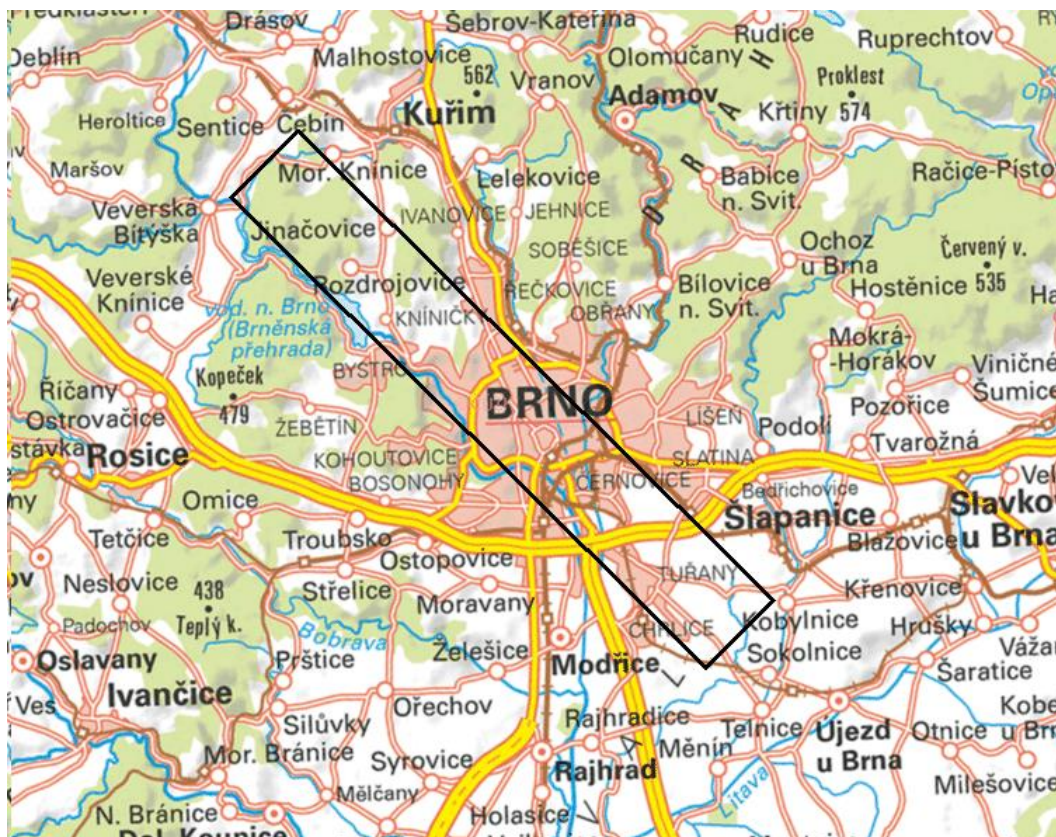 Drásov
Šebrov-Kateřina
Rudice
Olomučany
Ruprechtov
Deblín
Malhostovice
562
Vranov
H
Proklest
574
Adamov
A
Křtiny
Kuřim
Heroltice
Sentice
Čebín
R
Maršov
Mor. Knínice
Lelekovice
Babice
n. Svit.
Račice-Písto
Veverská
Bítýška
IVANOVICE
JEHNICE
D
Jinačovice
SOBĚŠICE
Ochoz
u Brna
Červený v.
535
Veverské
Knínice
Rozdrojovice
ŘEČKOVICE
Bílovice
n. Svit.
Hostěnice
vod. n. Brno
(Brněnská
přehrada)
KNÍNIČKY
OBŘANY
Mokrá-
-Horákov
Viničné
Šumice
Kopeček
479
BYSTRC
Říčany
Ostrovačice
BRNO
Pozořice
ŽEBĚTÍN
LÍŠEŇ
Podolí
Tvarožná
stávka
Rosice
KOHOUTOVICE
SLATINA
BOSONOHY
ČERNOVICE
Bedřichovice
Omice
Šlapanice
Slavko
u Brna
Tetčice
Troubsko
Ostopovice
Blažovice
Neslovice
438
Teplý k.
Střelice
TUŘANY
Křenovice
Padochov
Bobrava
Moravany
CHRLICE
Kobylnice
Hrušky
Oslavany
Prštice
Želešice
Modřice
Sokolnice
Šaratice
Ivančice
Ves
Silůvky
Ořechov
Rajhradice
Telnice
Újezd
u Brna
Otnice
Mor. Bránice
Syrovice
Rajhrad
Měnín
Litava
Milešovice
N. Bránice
Mělčany
Holasice